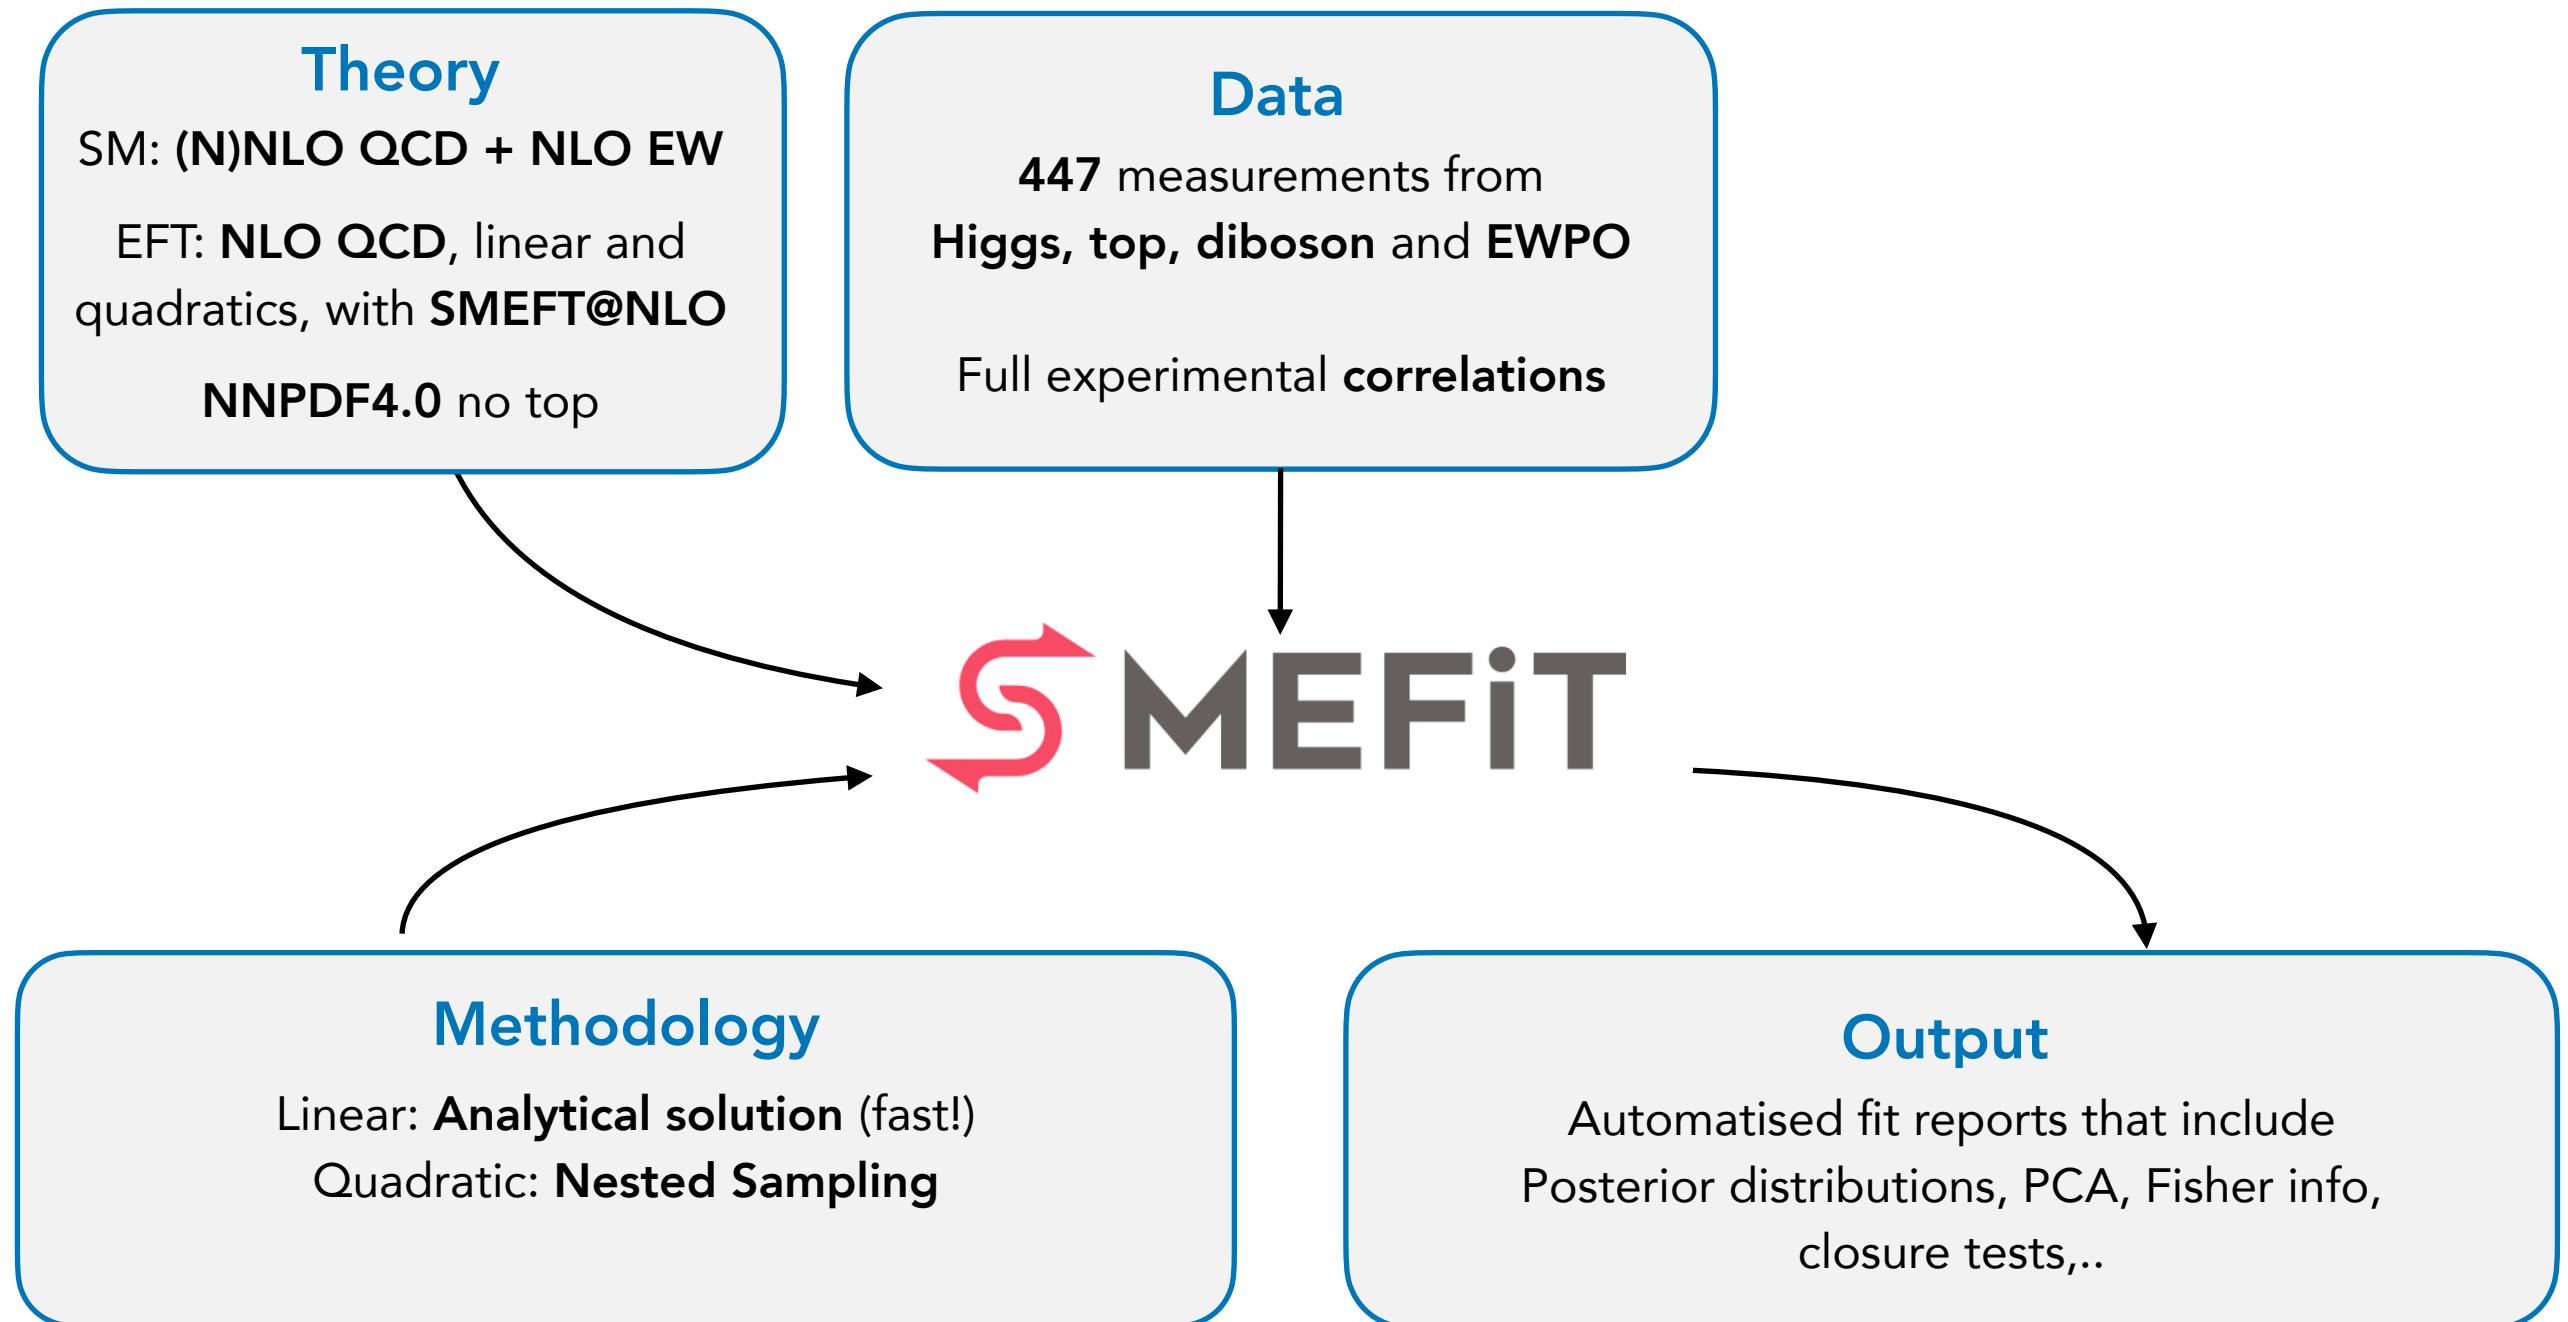 Theory
SM: (N)NLO QCD + NLO EW
EFT: NLO QCD, linear and
quadratics, with SMEFT@NLO
NNPDF4.0 no top
Data
447 measurements from
Higgs, top, diboson and EWPO
Full experimental correlations
SMEFiT
Methodology
Linear: Analytical solution (fast!)
Quadratic: Nested Sampling
Output
Automatised fit reports that include
Posterior distributions, PCA, Fisher info,
closure tests,..